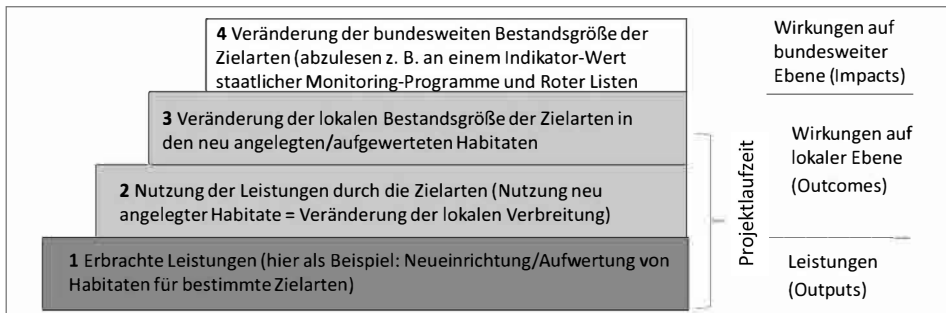 4 Veränderung der bundesweiten Bestandsgröße der
Zielarten (abzulesen z. B. an einem Indikator-Wert
staatlicher Monitoring-Programme und Roter Listen
3 Veränderung der lokalen Bestandsgröße der Zielarten in
den neu angelegten/aufgewerteten Habitaten
2 Nutzung der Leistungen durch die Zielarten (Nutzung neu
angelegter Habitate = Veränderung der lokalen Verbreitung)
1 Erbrachte Leistungen (hier als Beispiel: Neueinrichtung/Aufwertung von
Habitaten für bestimmte Zielarten)
Projektlaufzeit
Wirkungen auf
bundesweiter
Ebene (Impacts)
Wirkungen auf
lokaler Ebene
(Outcomes)
Leistungen
(Outputs)